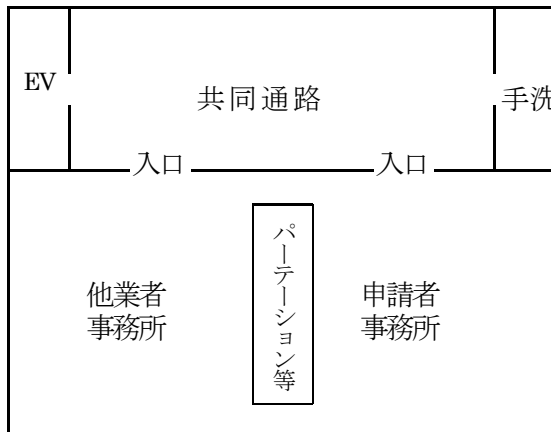 EV
共同通路
手洗
入口
入口
他業者
事務所
パーテーション等
申請者
事務所